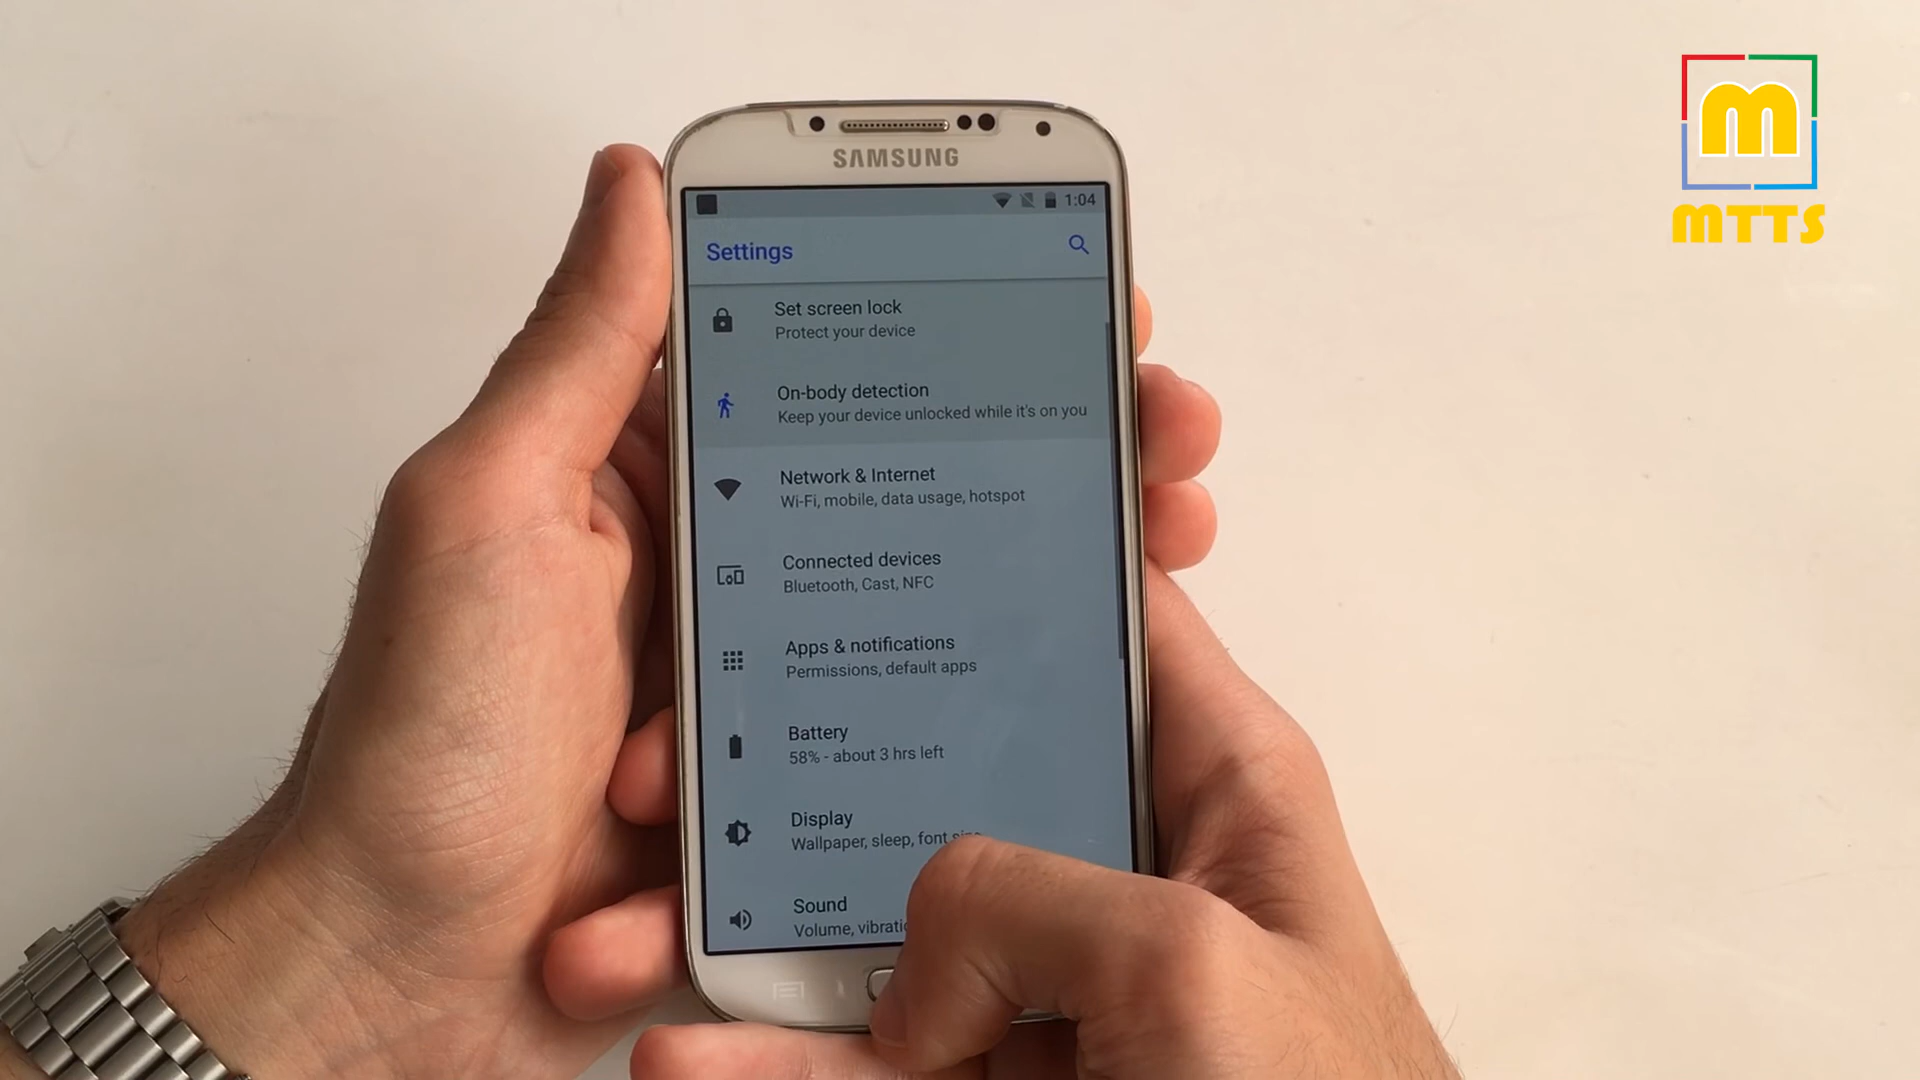 SAMSUNG
1:04
Settings
Set screen lock
Protect your device
On-body detection
Keep your device unlocked while it's on you
Network & Internet
Wi-Fi, mobile, data usage, hotspot
Connected devices
Bluetooth, Cast, NFC
Apps & notifications
Permissions, default apps
Battery
58% - about 3 hrs left
Display
Wallpaper, sleep, font
Sound
Volume,
m
MTTS